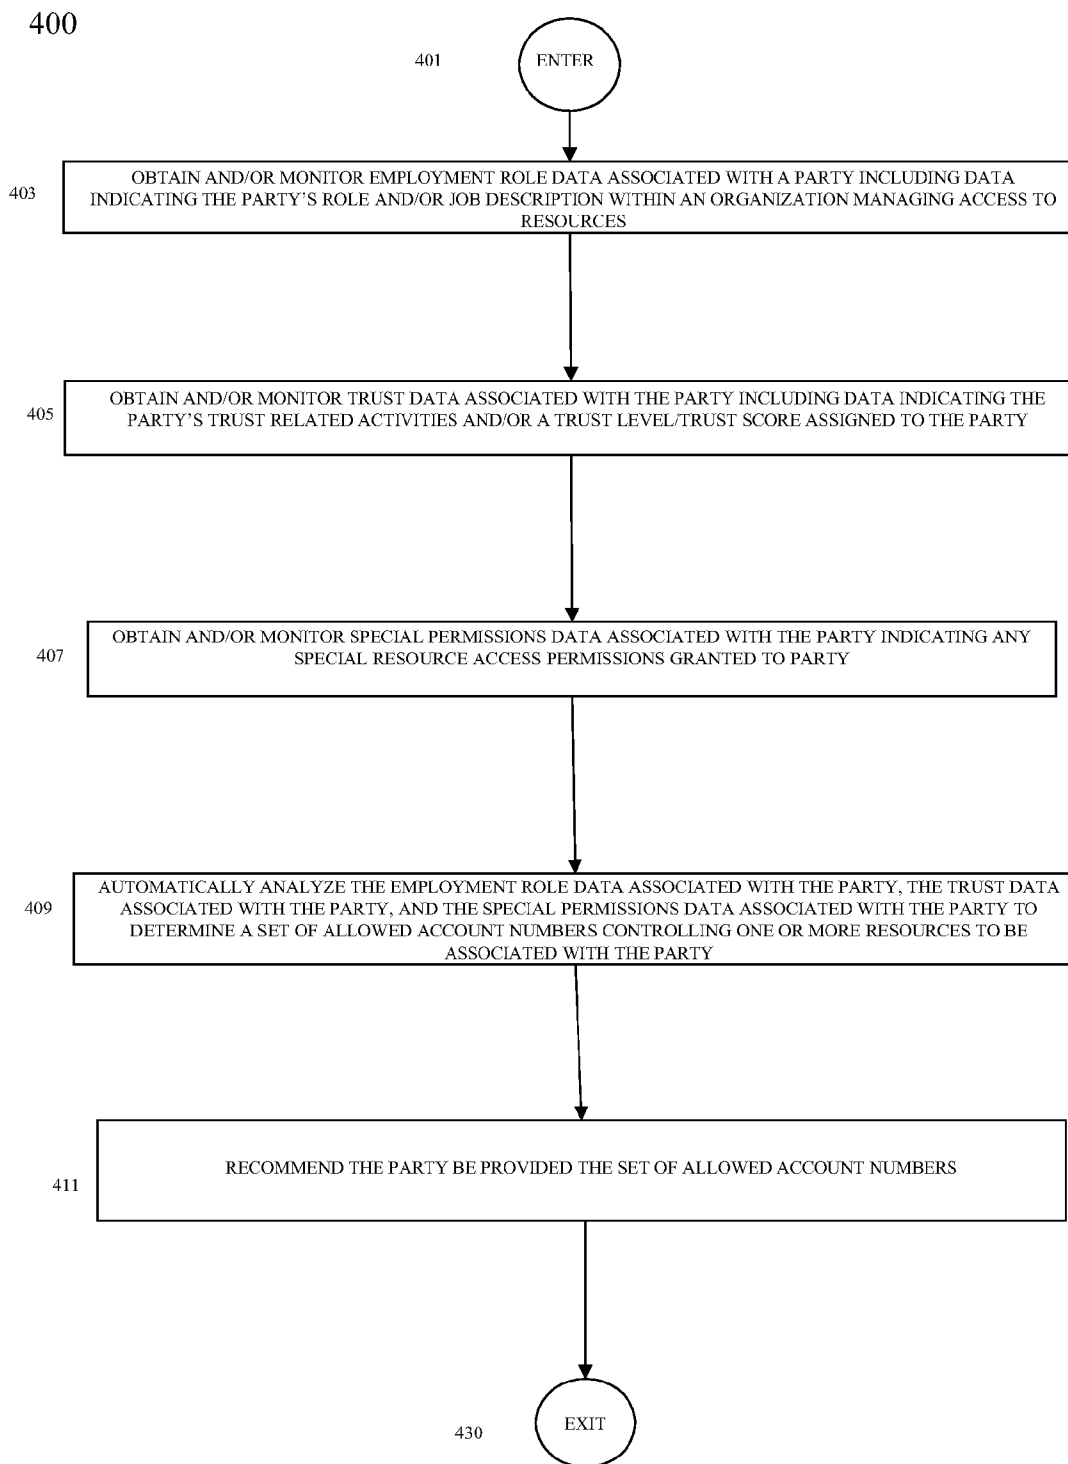 400
401
ENTER
403
OBTAIN AND/OR MONITOR EMPLOYMENT ROLE DATA ASSOCIATED WITH A PARTY INCLUDING DATA
INDICATING THE PARTY'S ROLE AND/OR JOB DESCRIPTION WITHIN AN ORGANIZATION MANAGING ACCESS TO
RESOURCES
405
OBTAIN AND/OR MONITOR TRUST DATA ASSOCIATED WITH THE PARTY INCLUDING DATA INDICATING THE
PARTY'S TRUST RELATED ACTIVITIES AND/OR A TRUST LEVEL/TRUST SCORE ASSIGNED TO THE PARTY
407
OBTAIN AND/OR MONITOR SPECIAL PERMISSIONS DATA ASSOCIATED WITH THE PARTY INDICATING ANY
SPECIAL RESOURCE ACCESS PERMISSIONS GRANTED TO PARTY
409
AUTOMATICALLY ANALYZE THE EMPLOYMENT ROLE DATA ASSOCIATED WITH THE PARTY, THE TRUST DATA
ASSOCIATED WITH THE PARTY, AND THE SPECIAL PERMISSIONS DATA ASSOCIATED WITH THE PARTY TO
DETERMINE A SET OF ALLOWED ACCOUNT NUMBERS CONTROLLING ONE OR MORE RESOURCES TO BE
ASSOCIATED WITH THE PARTY
411
RECOMMEND THE PARTY BE PROVIDED THE SET OF ALLOWED ACCOUNT NUMBERS
430
EXIT